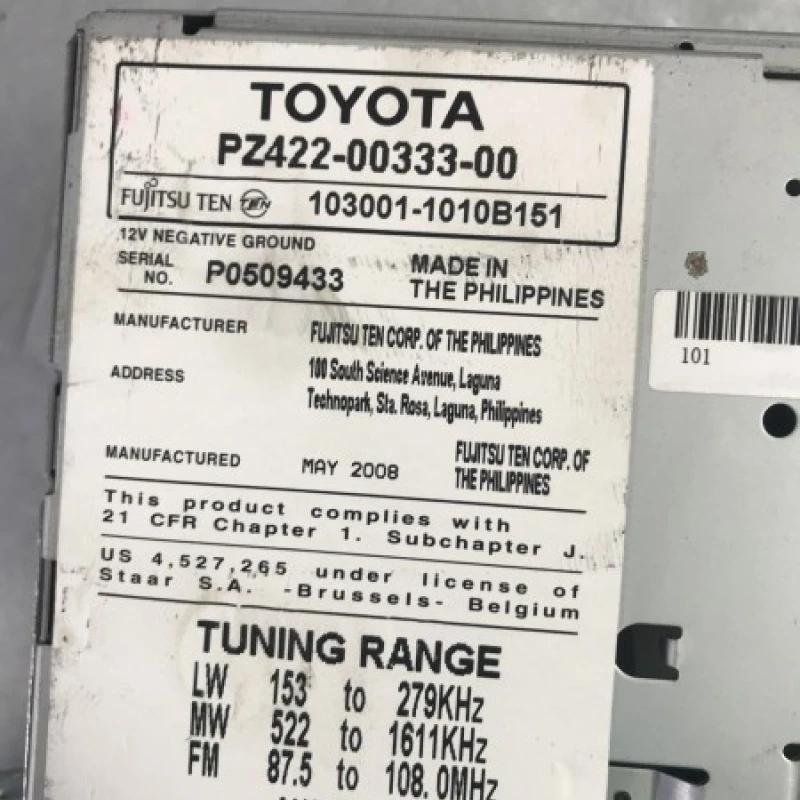 TOYOTA
PZ422-00333-00
FUJITSU TEN TEN 103001-1010B151
12V NEGATIVE GROUND
SERIAL NO. P0509433
MADE IN THE PHILIPPINES
MANUFACTURER FUJITSU TEN CORP. OF THE PHILIPPINES
ADDRESS 100 South Science Avenue, Laguna
Technopark, Sta. Rosa, Laguna, Philippines
MANUFACTURED MAY 2008 FUJITSU TEN CORP. OF
THE PHILIPPINES
This product complies with
21 CFR Chapter 1. Subchapter J.
US 4,527,265 under license of
Staar S.A. -Brussels- Belgium
TUNING RANGE
LW 153 to 279KHz
MW 522 to 1611KHz
FM 87.5 to 108.0MHz
101